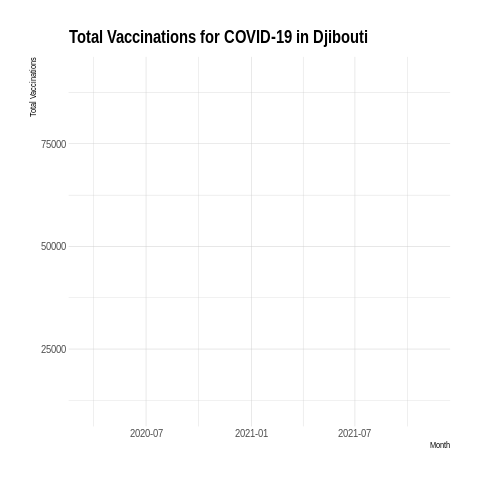 Total Vaccinations for COVID-19 in Djibouti
Total Vaccinations
75000
50000
25000
2020-07 2021-01 2021-07
Month